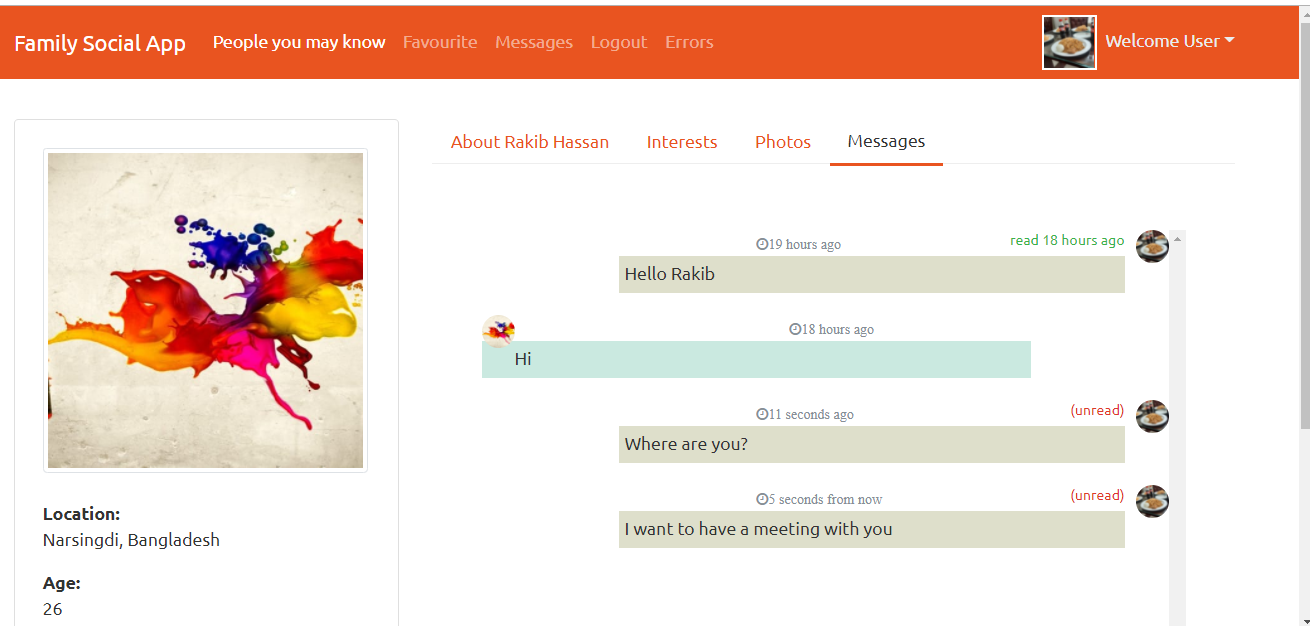 Family Social App People you may know Favourite Messages Logout Errors Welcome User
About Rakib Hassan Interests Photos Messages
19 hours ago read 18 hours ago
Hello Rakib
18 hours ago
Hi
11 seconds ago (unread)
Where are you?
5 seconds from now (unread)
I want to have a meeting with you
Location:
Narsingdi, Bangladesh
Age:
26